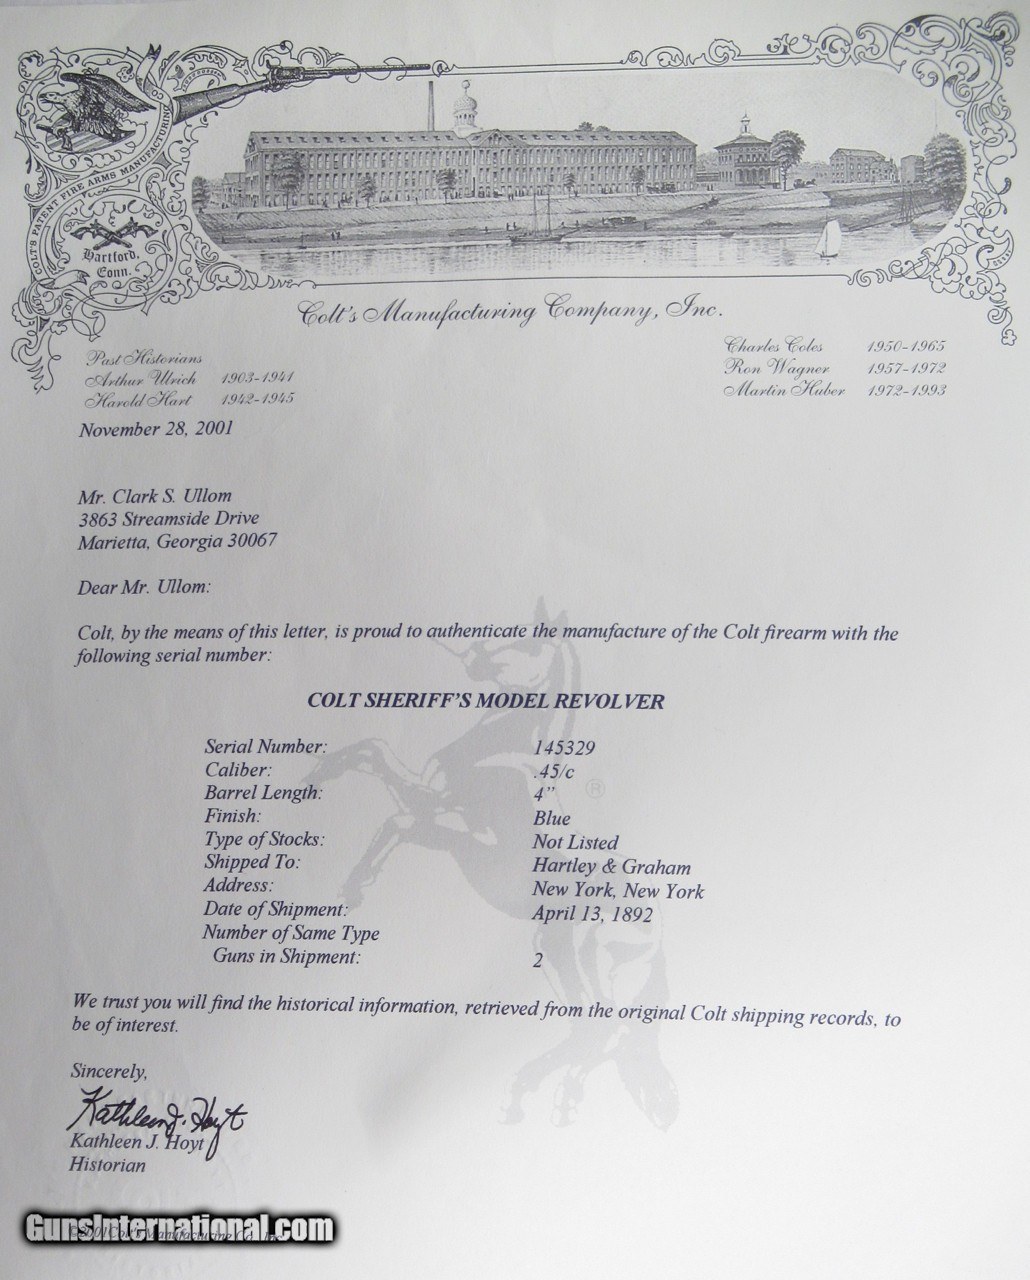 COLT'S PATENT FIRE ARMS MANUFACTURING CO
Hartford,
Conn.
Colt's Manufacturing Company, Inc.
Past Historians
Arthur Ulrich 1903-1941
Harold Hart 1942-1945
Charles Coles 1950-1965
Ron Wagner 1957-1972
Martin Huber 1972-1993
November 28, 2001
Mr. Clark S. Ullom
3863 Streamside Drive
Marietta, Georgia 30067
Dear Mr. Ullom:
Colt, by the means of this letter, is proud to authenticate the manufacture of the Colt firearm with the
following serial number:
COLT SHERIFF'S MODEL REVOLVER
Serial Number: 145329
Caliber: .45/c
Barrel Length: 4"
Finish: Blue
Type of Stocks: Not Listed
Shipped To: Hartley & Graham
Address: New York, New York
Date of Shipment: April 13, 1892
Number of Same Type
Guns in Shipment: 2
®
We trust you will find the historical information, retrieved from the original Colt shipping records, to
be of interest.
Sincerely,
Kathleen J. Hoyt
Kathleen J. Hoyt
Historian
©2001 Colt's Manufacturing Co., Inc.
GunsInternational.com